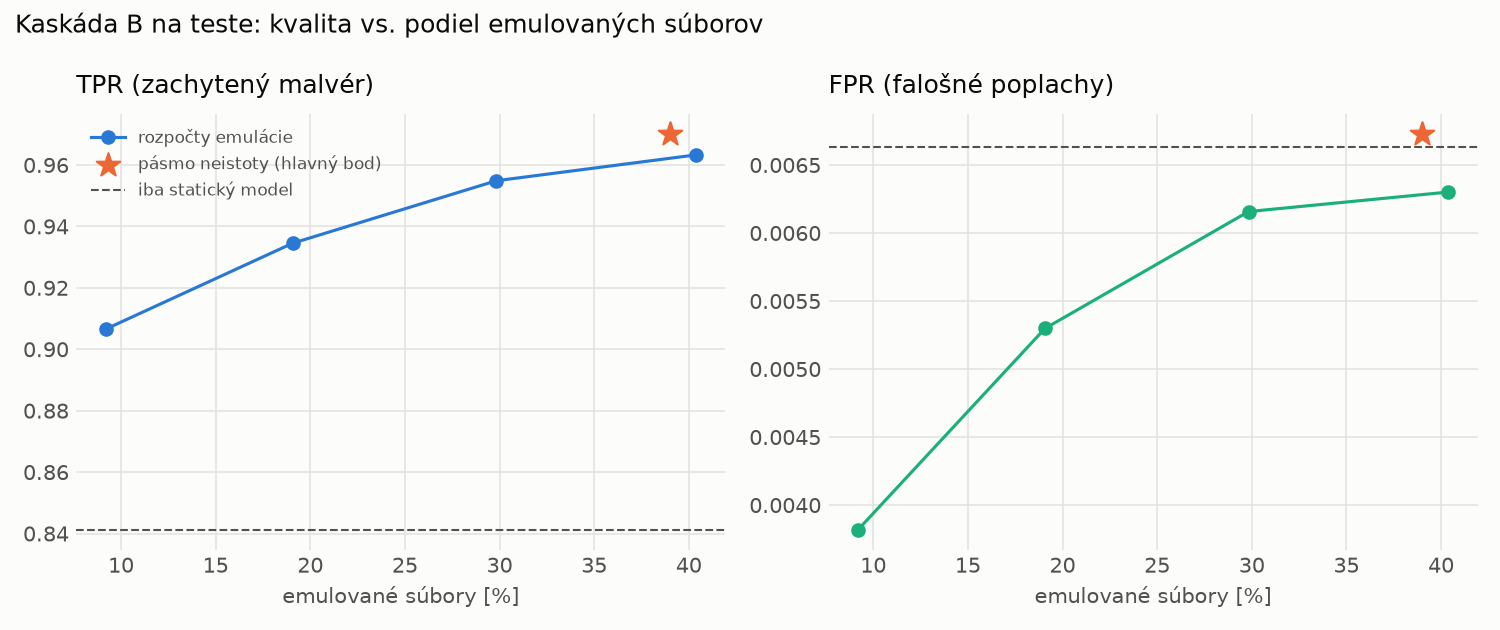 Kaskáda B na teste: kvalita vs. podiel emulovaných súborov
TPR (zachytený malvér)
rozpočty emulácie
pásmo neistoty (hlavný bod)
iba statický model
0.96
0.94
0.92
0.90
0.88
0.86
0.84
10 15 20 25 30 35 40
emulované súbory [%]
FPR (falošné poplachy)
0.0065
0.0060
0.0055
0.0050
0.0045
0.0040
10 15 20 25 30 35 40
emulované súbory [%]